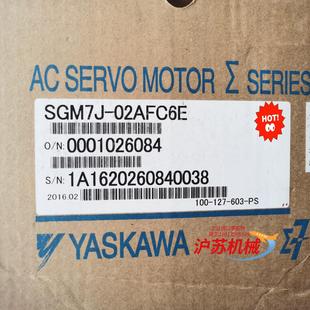 AC SERVO MOTOR Σ SERIES
HOT!
SGM7J-02AFC6E
O/N: 0001026084
S/N: 1A1620260840038
2016.02
100-127-603-PS
YASKAWA
Σ7
沪苏机械